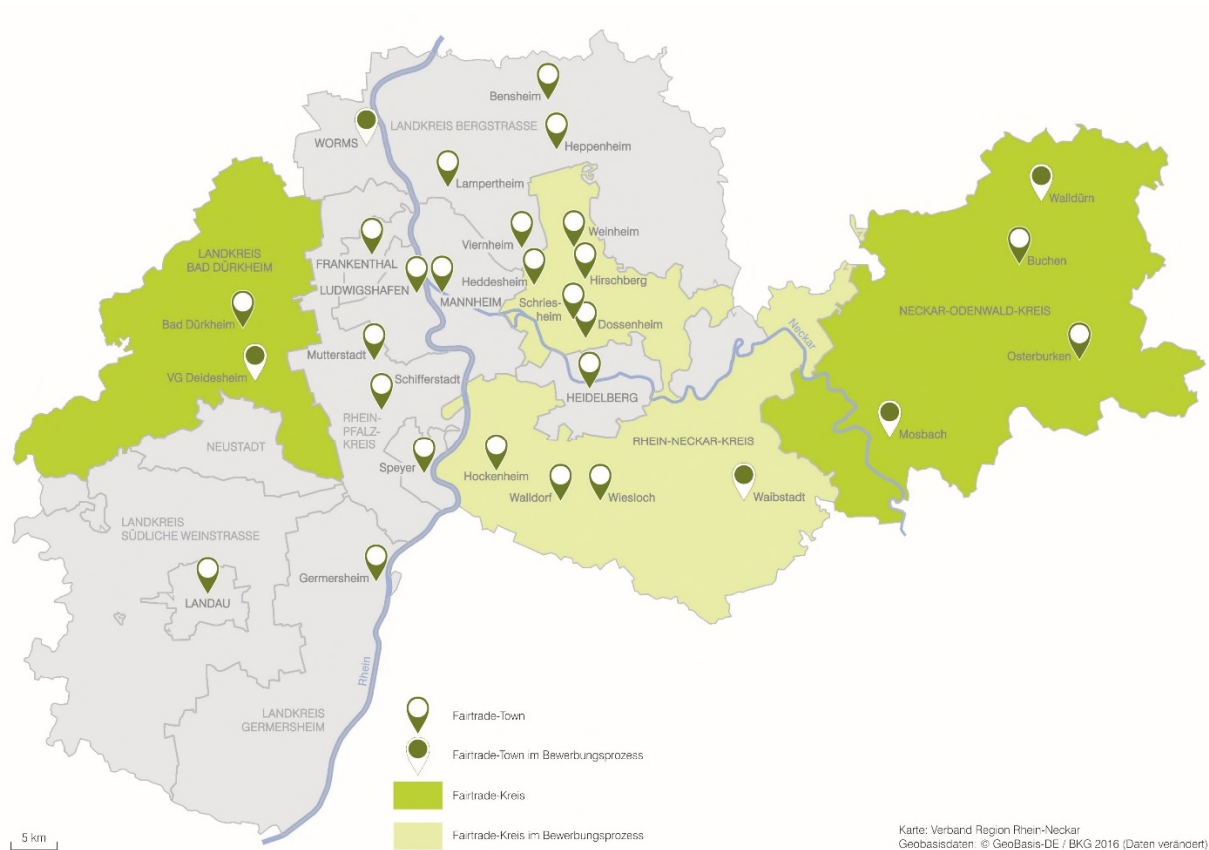 Bensheim
LANDKREIS BERGSTRASSE
WORMS
Heppenheim
Lampertheim
Walldürn
Weinheim
Viernheim
Buchen
LANDKREIS
BAD DÜRKHEIM
FRANKENTHAL
Hirschberg
Heddesheim
LUDWIGSHAFEN
MANNHEIM
Schries-
heim
NECKAR-ODENWALD-KREIS
Bad Dürkheim
Dossenheim
Neckar
Mutterstadt
Osterburken
VG Deidesheim
Schifferstadt
HEIDELBERG
RHEIN-
PFALZ-
KREIS
NEUSTADT
RHEIN-NECKAR-KREIS
Mosbach
Speyer
Hockenheim
Walldorf
Wiesloch
Waibstadt
LANDKREIS
SÜDLICHE WEINSTRASSE
Germersheim
LANDAU
Rhein
LANDKREIS
GERMERSHEIM
Fairtrade-Town
Fairtrade-Town im Bewerbungsprozess
Fairtrade-Kreis
Fairtrade-Kreis im Bewerbungsprozess
5 km
Karte: Verband Region Rhein-Neckar
Geobasisdaten: © GeoBasis-DE / BKG 2016 (Daten verändert)